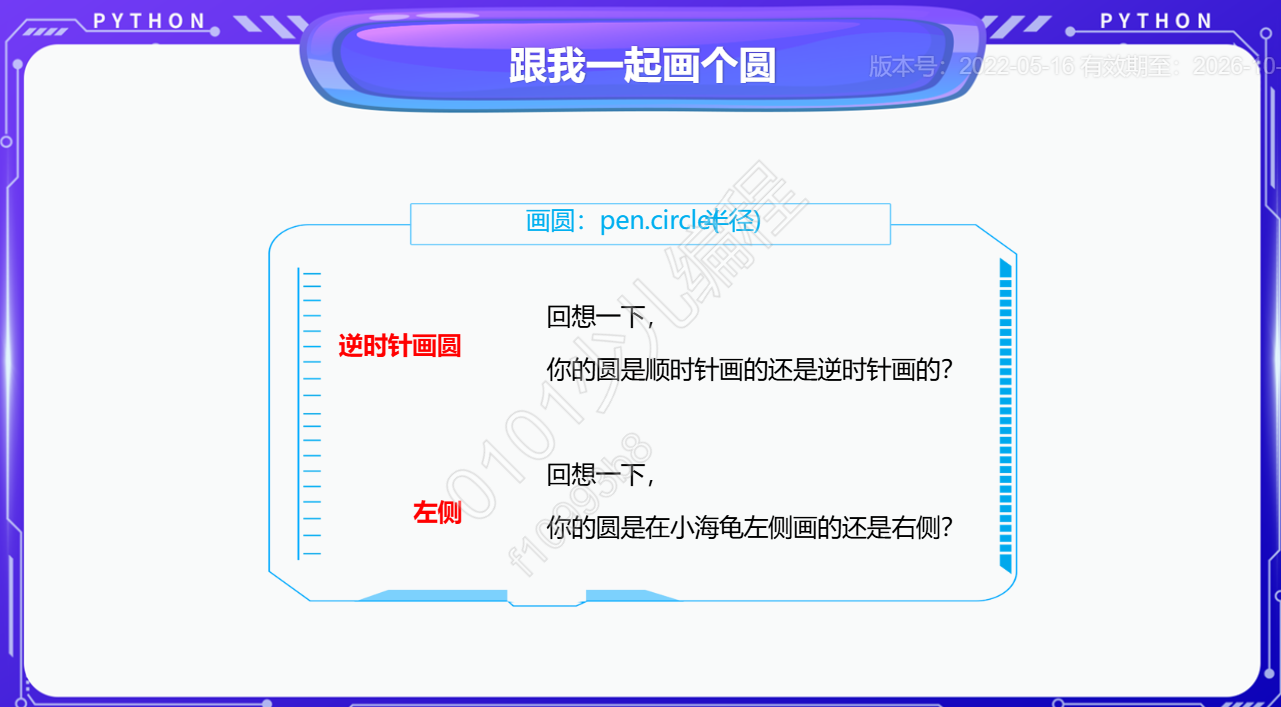 PYTHON
PYTHON
跟我一起画个圆
版本号：2022-05-16 有效期至：2026-10-
画圆：pen.circle(半径)
回想一下，
逆时针画圆
你的圆是顺时针画的还是逆时针画的？
回想一下，
左侧
你的圆是在小海龟左侧画的还是右侧？
0101少儿编程